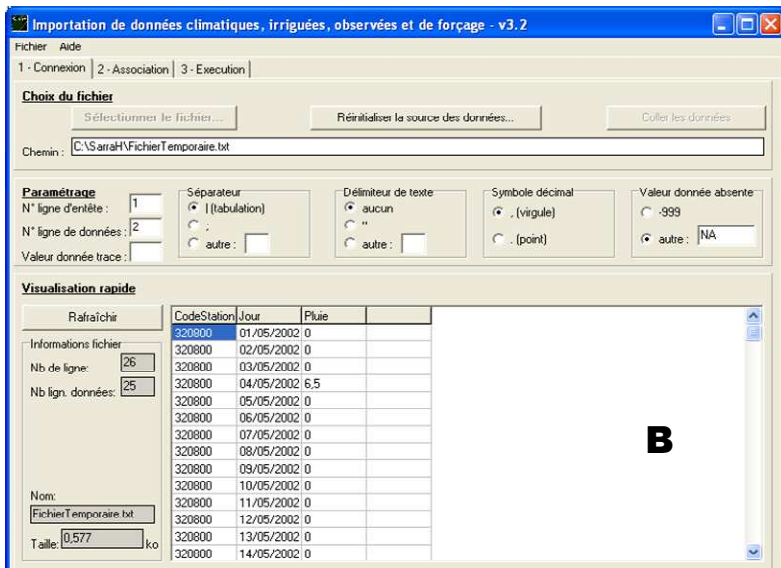 Importation de données climatiques, irriguées, observées et de forçage - v3.2
Fichier Aide
1 - Connexion 2 - Association 3 - Execution
Choix du fichier
Sélectionner le fichier... Réinitialiser la source des données... Coller les données
Chemin : C:\SarraH\FichierTemporaire.txt
Paramétrage Séparateur Délimiteur de texte Symbole décimal Valeur donnée absente
N° ligne d'entête : 1 | (tabulation) aucun , (virgule) -999
N° ligne de données : 2 ; " . (point) autre : NA
Valeur donnée trace : autre : autre :
Visualisation rapide
Rafraîchir
Informations fichier
Nb de ligne: 26
Nb lign. données: 25
Nom:
FichierTemporaire.txt
Taille: 0,577 ko
CodeStation Jour Pluie
320800 01/05/2002 0
320800 02/05/2002 0
320800 03/05/2002 0
320800 04/05/2002 6,5
320800 05/05/2002 0
320800 06/05/2002 0
320800 07/05/2002 0
320800 08/05/2002 0
320800 09/05/2002 0
320800 10/05/2002 0
320800 11/05/2002 0
320800 12/05/2002 0
320800 13/05/2002 0
320800 14/05/2002 0
B